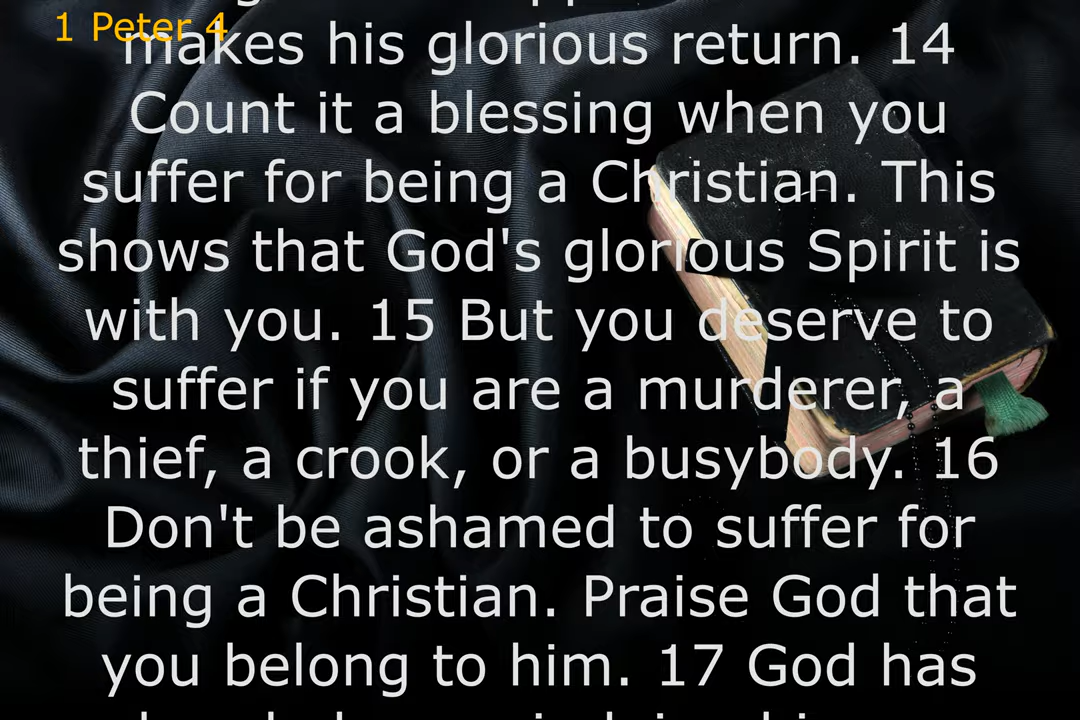 1 Peter 4
makes his glorious return. 14
Count it a blessing when you
suffer for being a Christian. This
shows that God's glorious Spirit is
with you. 15 But you deserve to
suffer if you are a murderer, a
thief, a crook, or a busybody. 16
Don't be ashamed to suffer for
being a Christian. Praise God that
you belong to him. 17 God has